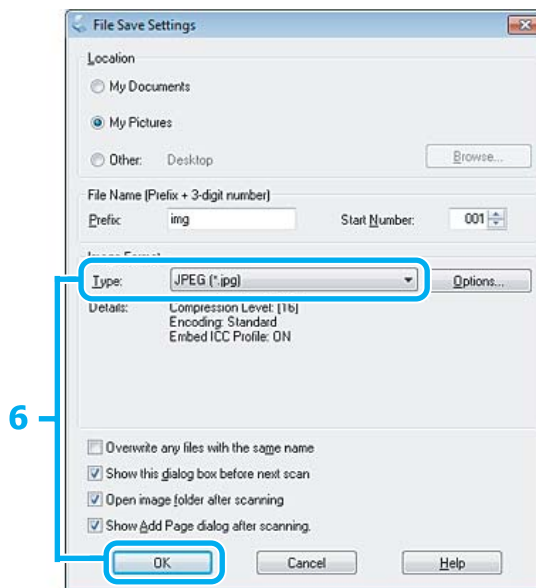 File Save Settings
Location
My Documents
My Pictures
Other: Desktop Browse...
File Name (Prefix + 3-digit number)
Prefix: img Start Number: 001
Image Format
Type: JPEG (*.jpg) Options...
Details: Compression Level: [16]
Encoding: Standard
Embed ICC Profile: ON
6
Overwrite any files with the same name
Show this dialog box before next scan
Open image folder after scanning
Show Add Page dialog after scanning.
OK Cancel Help